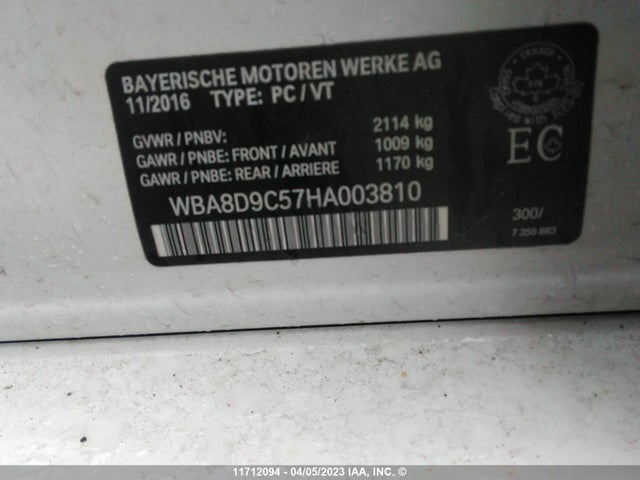 BAYERISCHE MOTOREN WERKE AG
11/2016 TYPE: PC / VT
GVWR / PNBV: 2114 kg
GAWR / PNBE: FRONT / AVANT 1009 kg
GAWR / PNBE: REAR / ARRIERE 1170 kg
WBA8D9C57HA003810
CANADA
EC
300/
7 355 883
11712094 - 04/05/2023 IAA, INC. ©